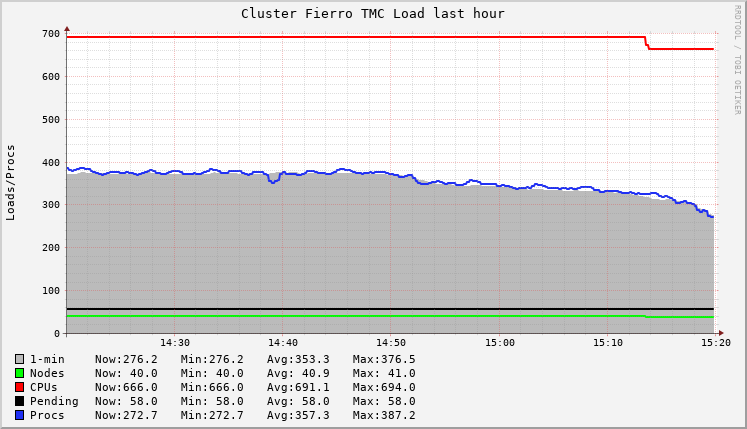 Cluster Fierro TMC Load last hour
RRDTOOL / TOBI OETIKER
Loads/Procs
700
600
500
400
300
200
100
0
14:30 14:40 14:50 15:00 15:10 15:20
1-min Now:276.2 Min:276.2 Avg:353.3 Max:376.5
Nodes Now: 40.0 Min: 40.0 Avg: 40.9 Max: 41.0
CPUs Now:666.0 Min:666.0 Avg:691.1 Max:694.0
Pending Now: 58.0 Min: 58.0 Avg: 58.0 Max: 58.0
Procs Now:272.7 Min:272.7 Avg:357.3 Max:387.2